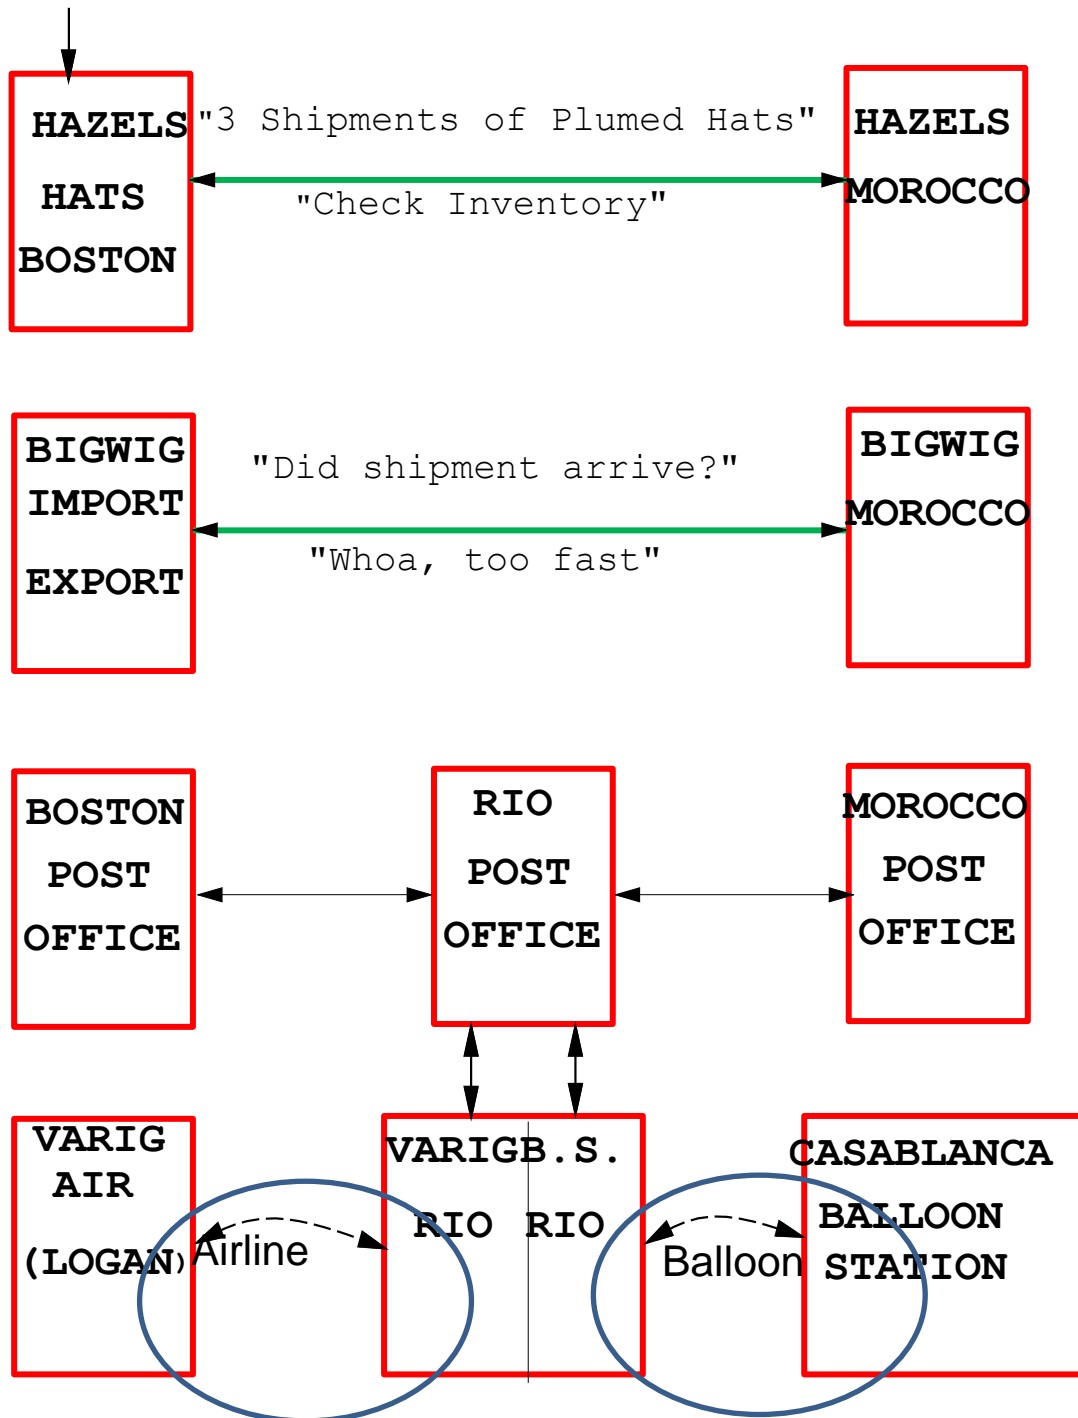 HAZELS
HATS
BOSTON
"3 Shipments of Plumed Hats"
"Check Inventory"
HAZELS
MOROCCO
BIGWIG
IMPORT
EXPORT
"Did shipment arrive?"
"Whoa, too fast"
BIGWIG
MOROCCO
BOSTON
POST
OFFICE
RIO
POST
OFFICE
MOROCCO
POST
OFFICE
VARIG
AIR
(LOGAN)
Airline
VARIG
RIO
B.S.
RIO
Balloon
CASABLANCA
BALLOON
STATION